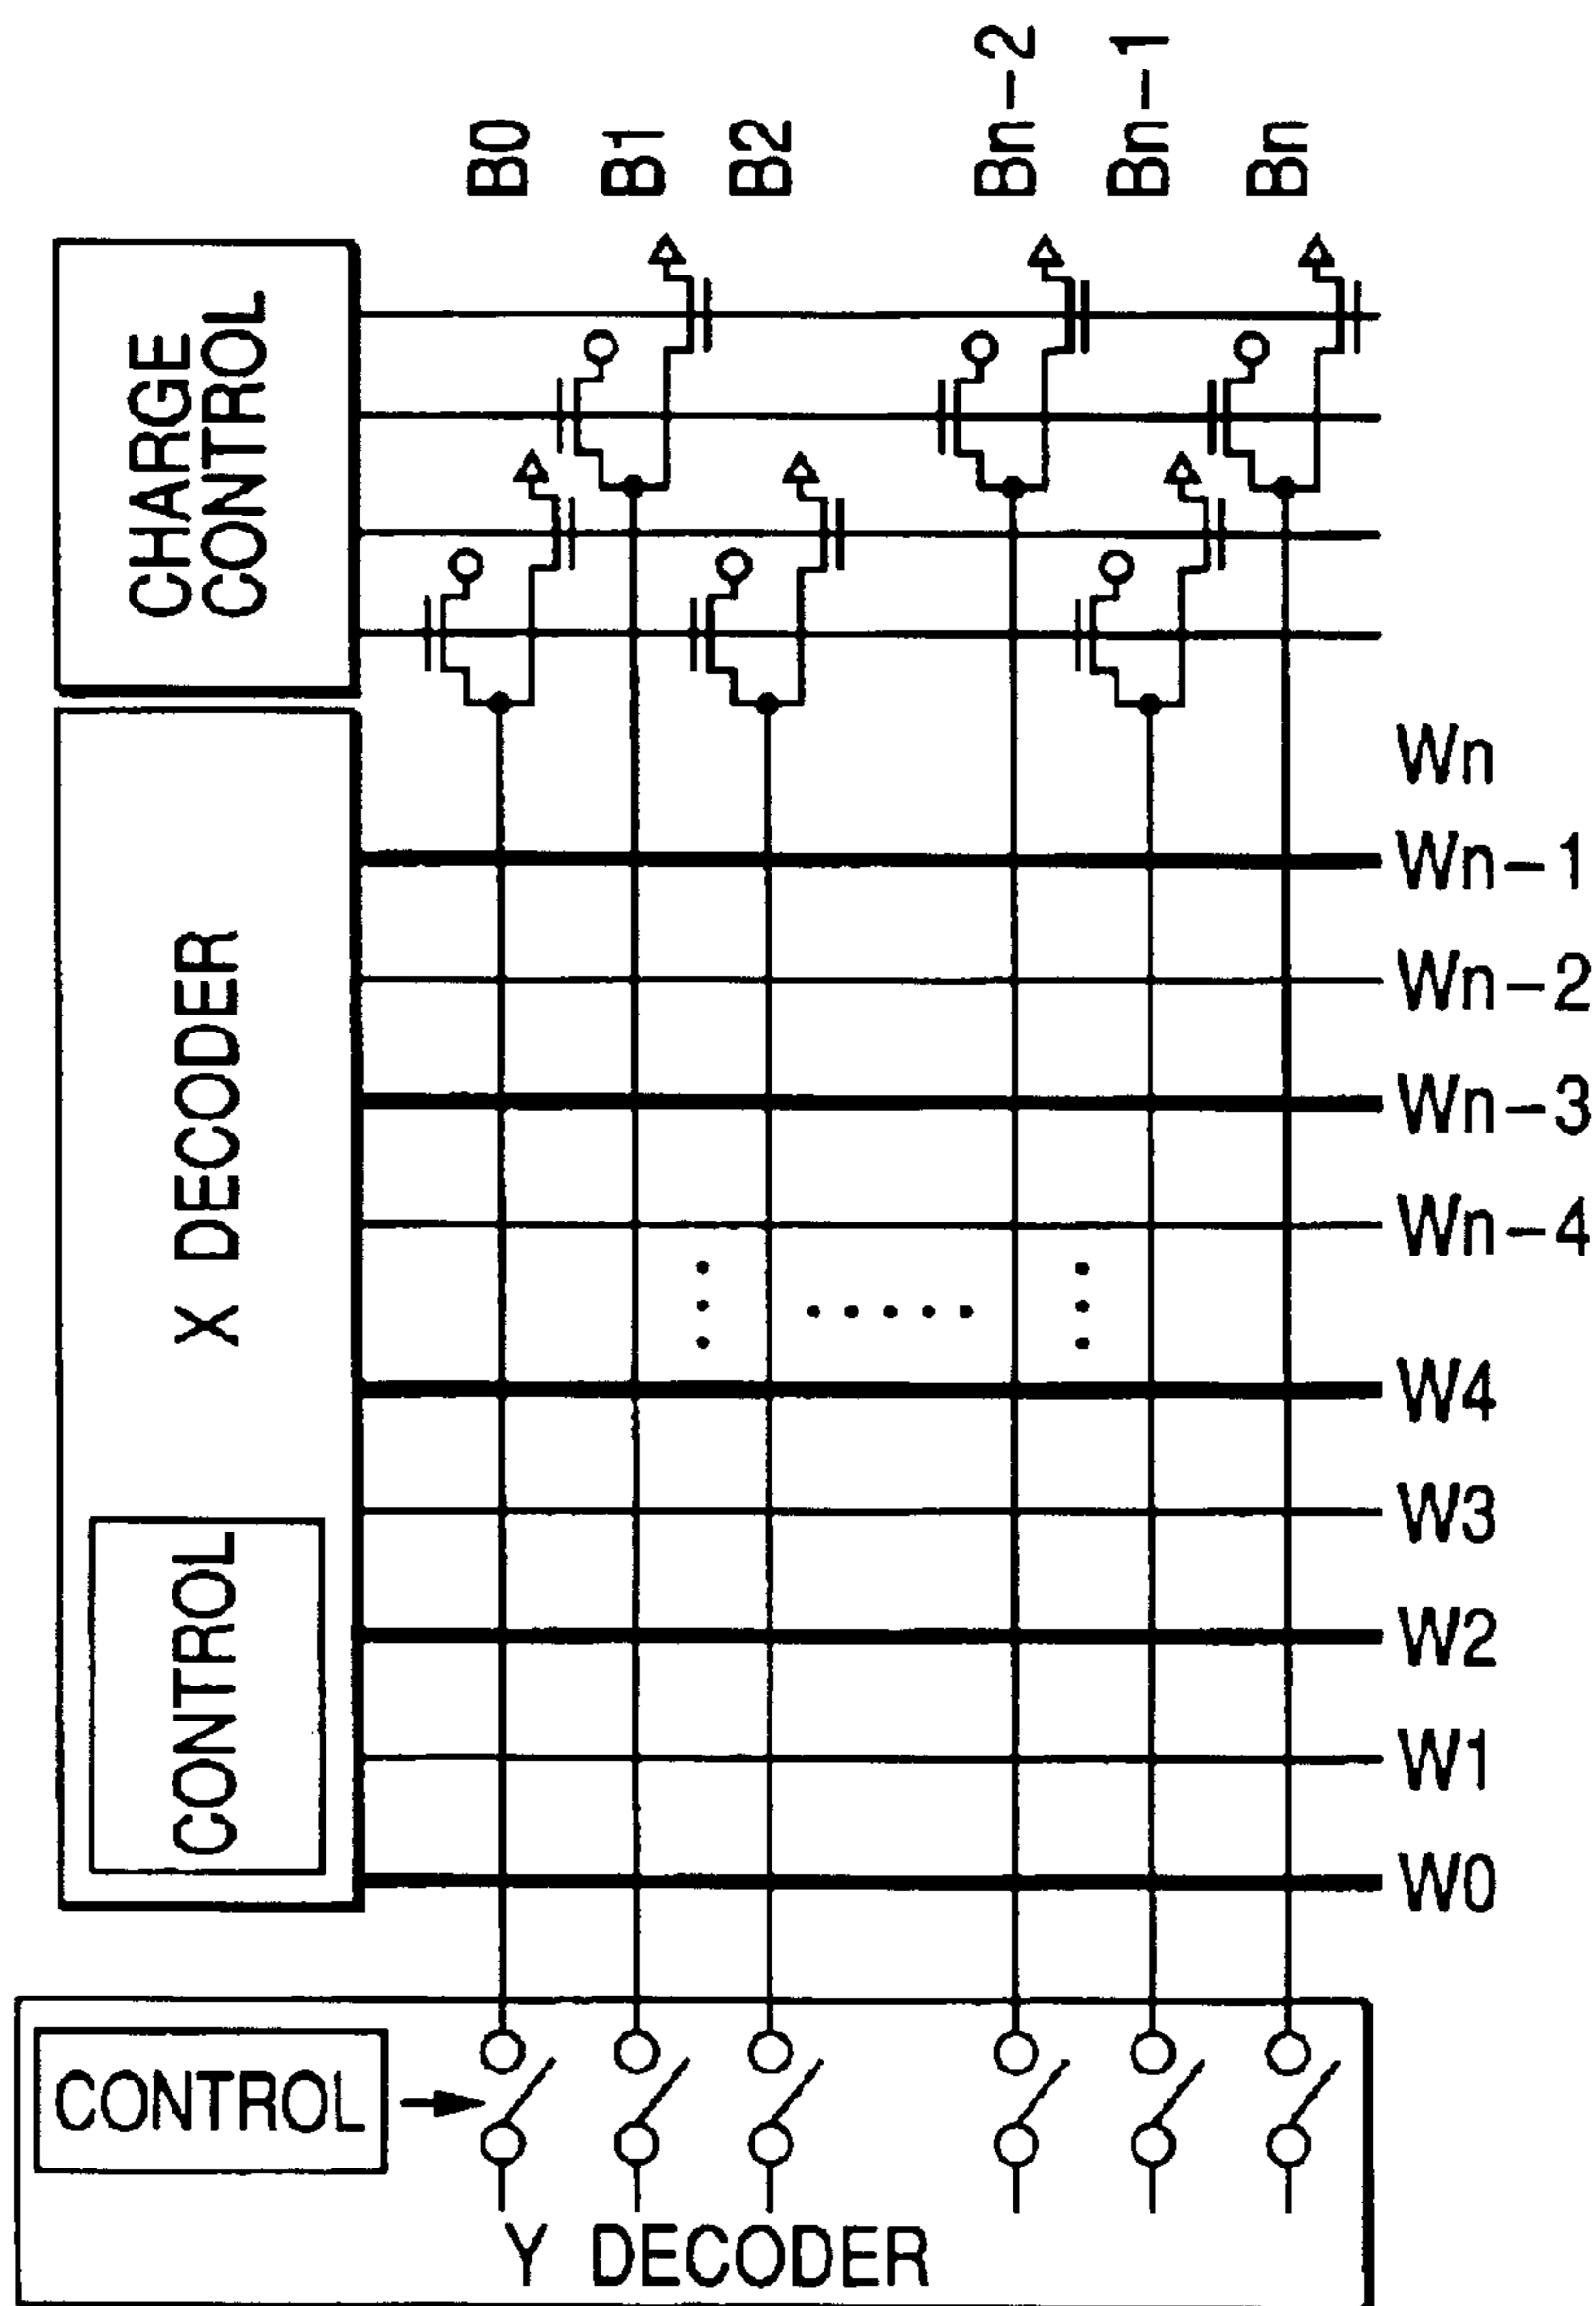 B0
B1
B2
Bn-2
Bn-1
Bn
CHARGE
CONTROL
X DECODER
CONTROL
Wn
Wn-1
Wn-2
Wn-3
Wn-4
W4
W3
W2
W1
W0
CONTROL
Y DECODER